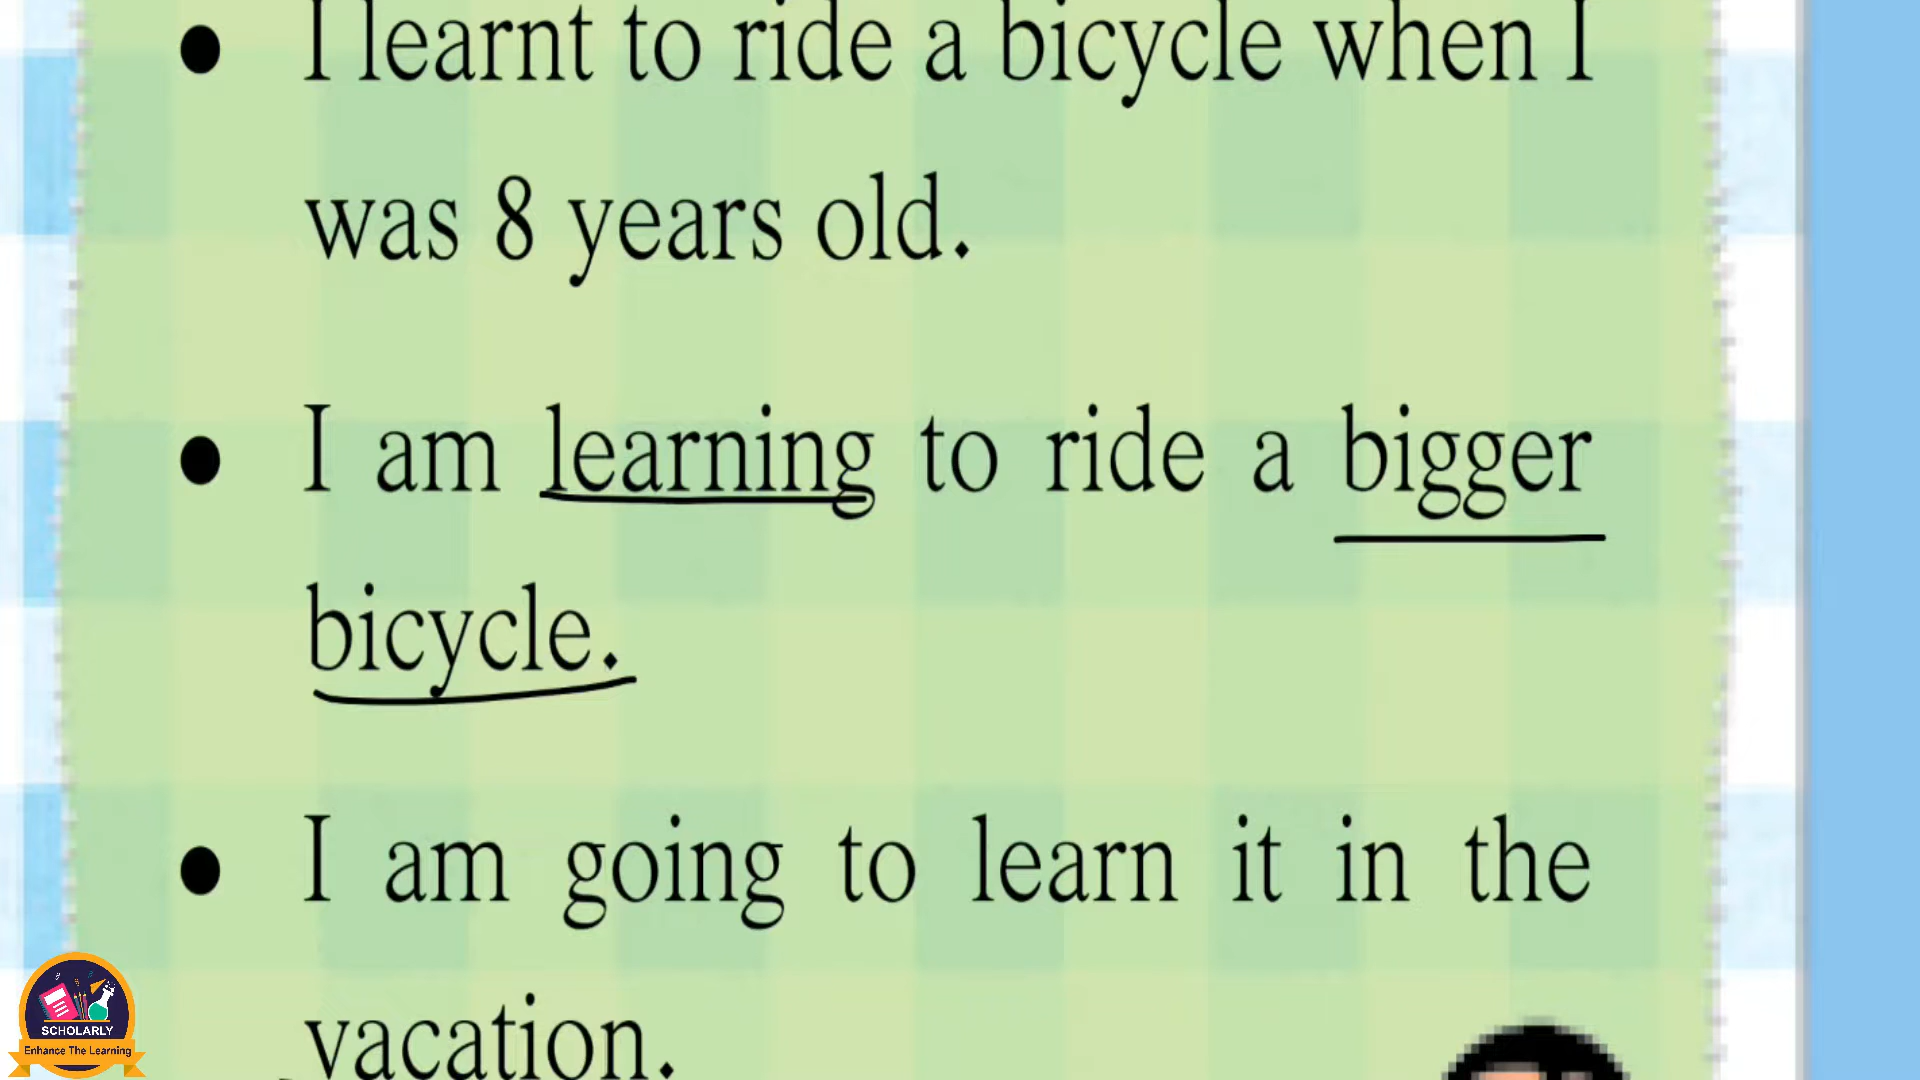 ● I learnt to ride a bicycle when I
was 8 years old.
● I am learning to ride a bigger
bicycle.
● I am going to learn it in the
vacation.
SCHOLARLY
Enhance The Learning